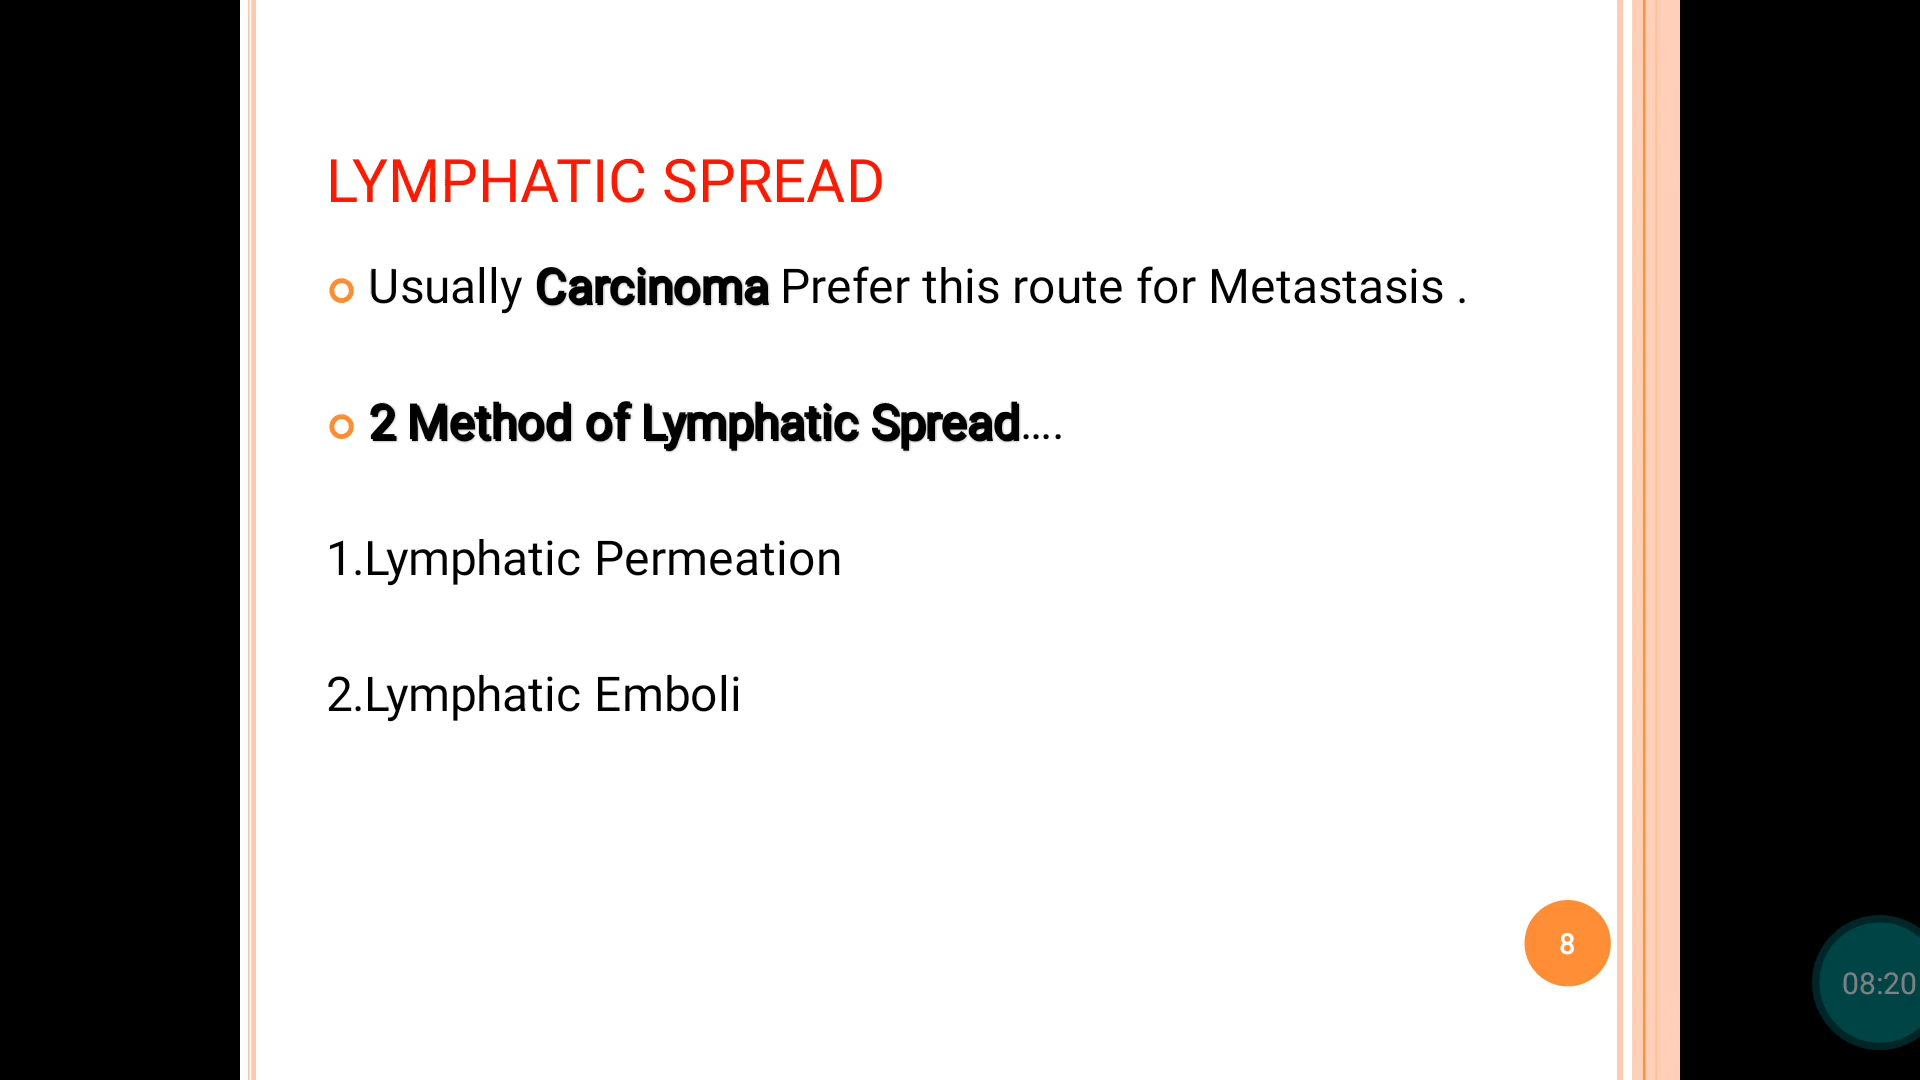 LYMPHATIC SPREAD
Usually Carcinoma Prefer this route for Metastasis .
2 Method of Lymphatic Spread....
1.Lymphatic Permeation
2.Lymphatic Emboli
8
08:20